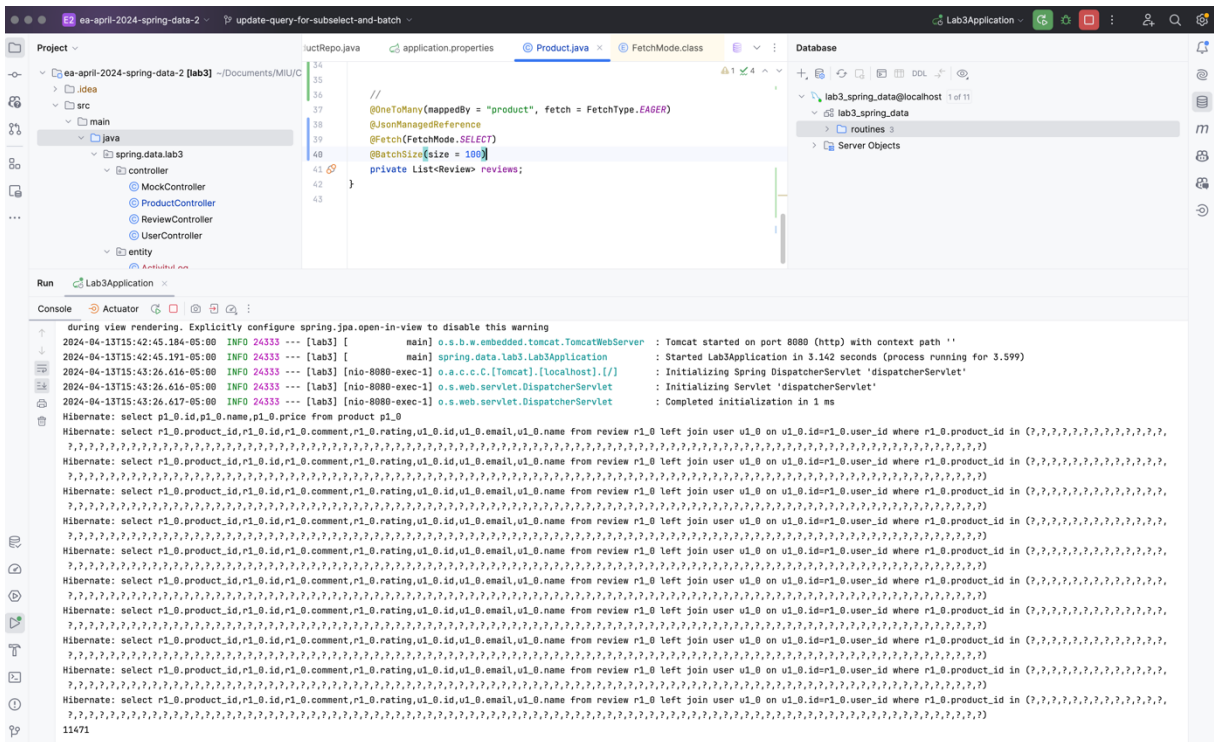 E2 ea-april-2024-spring-data-2 update-query-for-subselect-and-batch Lab3Application
Project
ea-april-2024-spring-data-2 [lab3] ~/Documents/MIU/C
.idea
src
main
java
spring.data.lab3
controller
MockController
ProductController
ReviewController
UserController
entity
ActivityLog
uctRepo.java application.properties Product.java FetchMode.class
1 4
34
35
36 //
37 @OneToMany(mappedBy = "product", fetch = FetchType.EAGER)
38 @JsonManagedReference
39 @Fetch(FetchMode.SELECT)
40 @BatchSize(size = 100)
41 private List<Review> reviews;
42 }
43
Database
DDL
lab3_spring_data@localhost 1 of 11
lab3_spring_data
routines 3
Server Objects
m
Run Lab3Application
Console Actuator
during view rendering. Explicitly configure spring.jpa.open-in-view to disable this warning
2024-04-13T15:42:45.184-05:00 INFO 24333 --- [lab3] [ main] o.s.b.w.embedded.tomcat.TomcatWebServer : Tomcat started on port 8080 (http) with context path ''
2024-04-13T15:42:45.191-05:00 INFO 24333 --- [lab3] [ main] spring.data.lab3.Lab3Application : Started Lab3Application in 3.142 seconds (process running for 3.599)
2024-04-13T15:43:26.616-05:00 INFO 24333 --- [lab3] [nio-8080-exec-1] o.a.c.c.C.[Tomcat].[localhost].[/] : Initializing Spring DispatcherServlet 'dispatcherServlet'
2024-04-13T15:43:26.616-05:00 INFO 24333 --- [lab3] [nio-8080-exec-1] o.s.web.servlet.DispatcherServlet : Initializing Servlet 'dispatcherServlet'
2024-04-13T15:43:26.617-05:00 INFO 24333 --- [lab3] [nio-8080-exec-1] o.s.web.servlet.DispatcherServlet : Completed initialization in 1 ms
Hibernate: select p1_0.id,p1_0.name,p1_0.price from product p1_0
Hibernate: select r1_0.product_id,r1_0.id,r1_0.comment,r1_0.rating,u1_0.id,u1_0.email,u1_0.name from review r1_0 left join user u1_0 on u1_0.id=r1_0.user_id where r1_0.product_id in (?,?,?,?,?,?,?,?,?,?,?,?,?,
?,?,?,?,?,?,?,?,?,?,?,?,?,?,?,?,?,?,?,?,?,?,?,?,?,?,?,?,?,?,?,?,?,?,?,?,?,?,?,?,?,?,?,?,?,?,?,?,?,?,?,?,?,?,?,?,?,?,?,?,?,?,?,?,?,?,?,?,?,?,?,?,?,?,?,?,?,?,?,?,?,?,?)
Hibernate: select r1_0.product_id,r1_0.id,r1_0.comment,r1_0.rating,u1_0.id,u1_0.email,u1_0.name from review r1_0 left join user u1_0 on u1_0.id=r1_0.user_id where r1_0.product_id in (?,?,?,?,?,?,?,?,?,?,?,?,?,
?,?,?,?,?,?,?,?,?,?,?,?,?,?,?,?,?,?,?,?,?,?,?,?,?,?,?,?,?,?,?,?,?,?,?,?,?,?,?,?,?,?,?,?,?,?,?,?,?,?,?,?,?,?,?,?,?,?,?,?,?,?,?,?,?,?,?,?,?,?,?,?,?,?,?,?,?,?,?,?,?,?,?)
Hibernate: select r1_0.product_id,r1_0.id,r1_0.comment,r1_0.rating,u1_0.id,u1_0.email,u1_0.name from review r1_0 left join user u1_0 on u1_0.id=r1_0.user_id where r1_0.product_id in (?,?,?,?,?,?,?,?,?,?,?,?,?,
?,?,?,?,?,?,?,?,?,?,?,?,?,?,?,?,?,?,?,?,?,?,?,?,?,?,?,?,?,?,?,?,?,?,?,?,?,?,?,?,?,?,?,?,?,?,?,?,?,?,?,?,?,?,?,?,?,?,?,?,?,?,?,?,?,?,?,?,?,?,?,?,?,?,?,?,?,?,?,?,?,?,?)
Hibernate: select r1_0.product_id,r1_0.id,r1_0.comment,r1_0.rating,u1_0.id,u1_0.email,u1_0.name from review r1_0 left join user u1_0 on u1_0.id=r1_0.user_id where r1_0.product_id in (?,?,?,?,?,?,?,?,?,?,?,?,?,
?,?,?,?,?,?,?,?,?,?,?,?,?,?,?,?,?,?,?,?,?,?,?,?,?,?,?,?,?,?,?,?,?,?,?,?,?,?,?,?,?,?,?,?,?,?,?,?,?,?,?,?,?,?,?,?,?,?,?,?,?,?,?,?,?,?,?,?,?,?,?,?,?,?,?,?,?,?,?,?,?,?,?)
Hibernate: select r1_0.product_id,r1_0.id,r1_0.comment,r1_0.rating,u1_0.id,u1_0.email,u1_0.name from review r1_0 left join user u1_0 on u1_0.id=r1_0.user_id where r1_0.product_id in (?,?,?,?,?,?,?,?,?,?,?,?,?,
?,?,?,?,?,?,?,?,?,?,?,?,?,?,?,?,?,?,?,?,?,?,?,?,?,?,?,?,?,?,?,?,?,?,?,?,?,?,?,?,?,?,?,?,?,?,?,?,?,?,?,?,?,?,?,?,?,?,?,?,?,?,?,?,?,?,?,?,?,?,?,?,?,?,?,?,?,?,?,?,?,?,?)
Hibernate: select r1_0.product_id,r1_0.id,r1_0.comment,r1_0.rating,u1_0.id,u1_0.email,u1_0.name from review r1_0 left join user u1_0 on u1_0.id=r1_0.user_id where r1_0.product_id in (?,?,?,?,?,?,?,?,?,?,?,?,?,
?,?,?,?,?,?,?,?,?,?,?,?,?,?,?,?,?,?,?,?,?,?,?,?,?,?,?,?,?,?,?,?,?,?,?,?,?,?,?,?,?,?,?,?,?,?,?,?,?,?,?,?,?,?,?,?,?,?,?,?,?,?,?,?,?,?,?,?,?,?,?,?,?,?,?,?,?,?,?,?,?,?,?)
Hibernate: select r1_0.product_id,r1_0.id,r1_0.comment,r1_0.rating,u1_0.id,u1_0.email,u1_0.name from review r1_0 left join user u1_0 on u1_0.id=r1_0.user_id where r1_0.product_id in (?,?,?,?,?,?,?,?,?,?,?,?,?,
?,?,?,?,?,?,?,?,?,?,?,?,?,?,?,?,?,?,?,?,?,?,?,?,?,?,?,?,?,?,?,?,?,?,?,?,?,?,?,?,?,?,?,?,?,?,?,?,?,?,?,?,?,?,?,?,?,?,?,?,?,?,?,?,?,?,?,?,?,?,?,?,?,?,?,?,?,?,?,?,?,?,?)
Hibernate: select r1_0.product_id,r1_0.id,r1_0.comment,r1_0.rating,u1_0.id,u1_0.email,u1_0.name from review r1_0 left join user u1_0 on u1_0.id=r1_0.user_id where r1_0.product_id in (?,?,?,?,?,?,?,?,?,?,?,?,?,
?,?,?,?,?,?,?,?,?,?,?,?,?,?,?,?,?,?,?,?,?,?,?,?,?,?,?,?,?,?,?,?,?,?,?,?,?,?,?,?,?,?,?,?,?,?,?,?,?,?,?,?,?,?,?,?,?,?,?,?,?,?,?,?,?,?,?,?,?,?,?,?,?,?,?,?,?,?,?,?,?,?,?)
Hibernate: select r1_0.product_id,r1_0.id,r1_0.comment,r1_0.rating,u1_0.id,u1_0.email,u1_0.name from review r1_0 left join user u1_0 on u1_0.id=r1_0.user_id where r1_0.product_id in (?,?,?,?,?,?,?,?,?,?,?,?,?,
?,?,?,?,?,?,?,?,?,?,?,?,?,?,?,?,?,?,?,?,?,?,?,?,?,?,?,?,?,?,?,?,?,?,?,?,?,?,?,?,?,?,?,?,?,?,?,?,?,?,?,?,?,?,?,?,?,?,?,?,?,?,?,?,?,?,?,?,?,?,?,?,?,?,?,?,?,?,?,?,?,?,?)
Hibernate: select r1_0.product_id,r1_0.id,r1_0.comment,r1_0.rating,u1_0.id,u1_0.email,u1_0.name from review r1_0 left join user u1_0 on u1_0.id=r1_0.user_id where r1_0.product_id in (?,?,?,?,?,?,?,?,?,?,?,?,?,
?,?,?,?,?,?,?,?,?,?,?,?,?,?,?,?,?,?,?,?,?,?,?,?,?,?,?,?,?,?,?,?,?,?,?,?,?,?,?,?,?,?,?,?,?,?,?,?,?,?,?,?,?,?,?,?,?,?,?,?,?,?,?,?,?,?,?,?,?,?,?,?,?,?,?,?,?,?,?,?,?,?,?)
11471